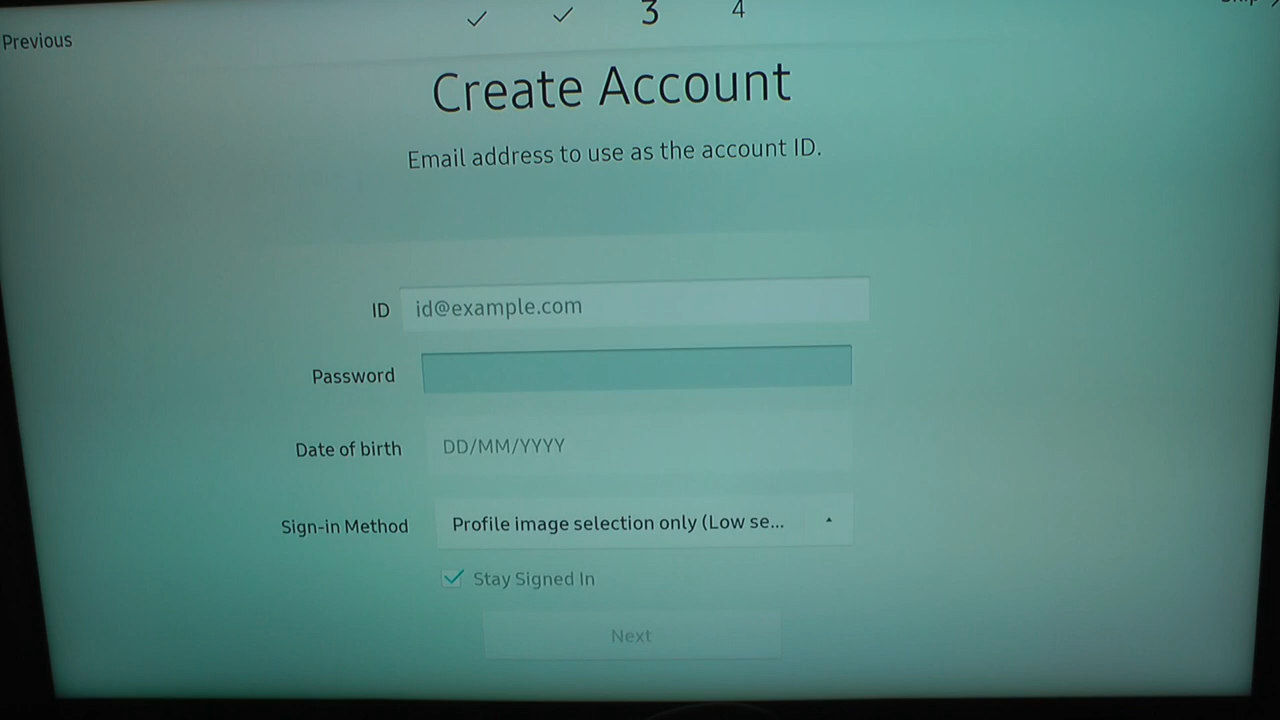 3 4
Previous
Create Account
Email address to use as the account ID.
ID id@example.com
Password
Date of birth DD/MM/YYYY
Sign-in Method Profile image selection only (Low se...
Stay Signed In
Next